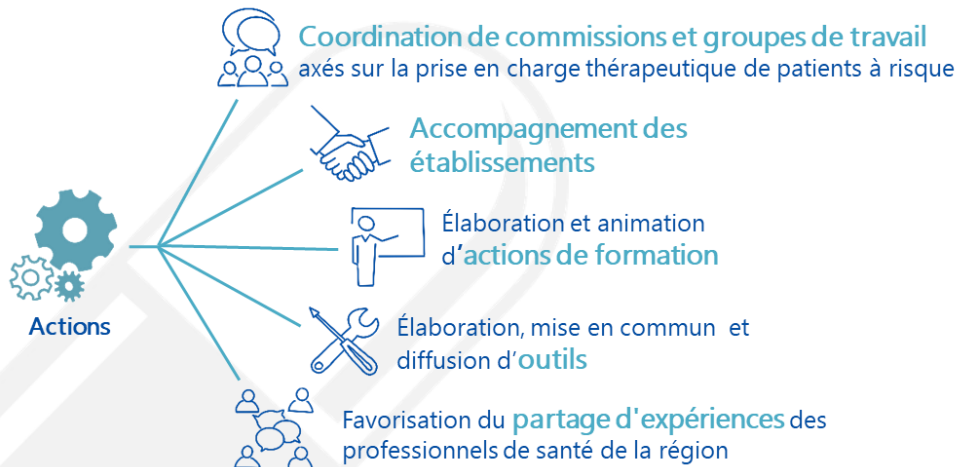 Coordination de commissions et groupes de travail
axés sur la prise en charge thérapeutique de patients à risque
Accompagnement des
établissements
Élaboration et animation
d'actions de formation
Actions
Élaboration, mise en commun et
diffusion d'outils
Favorisation du partage d'expériences des
professionnels de santé de la région